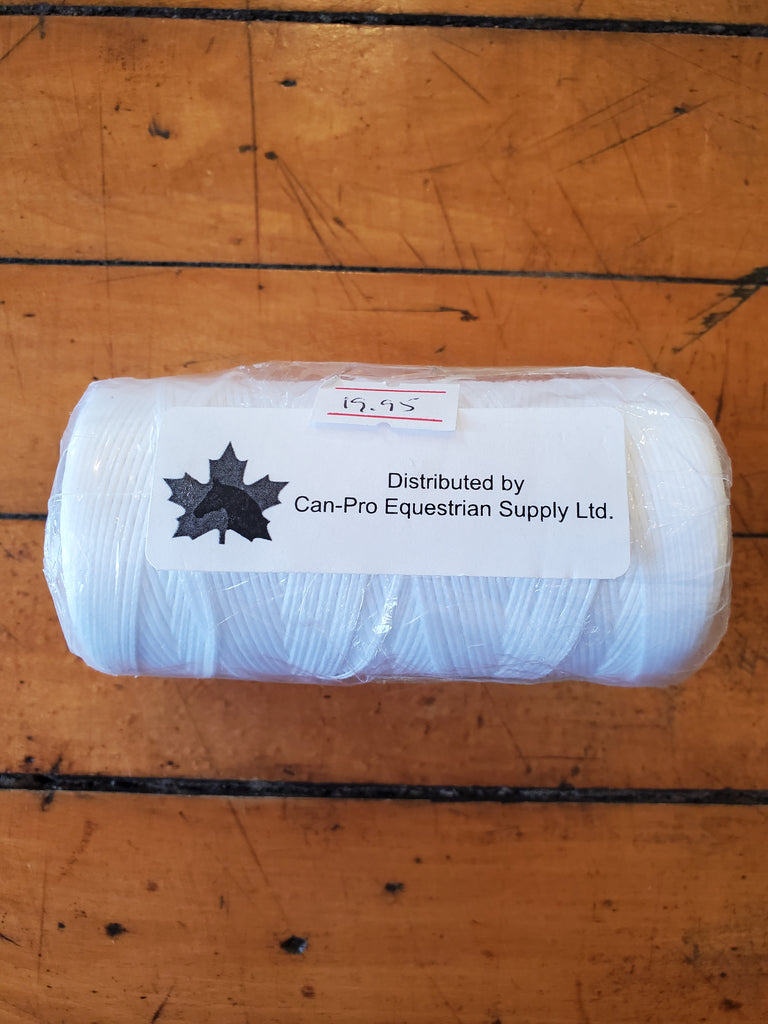 19.95
Distributed by
Can-Pro Equestrian Supply Ltd.